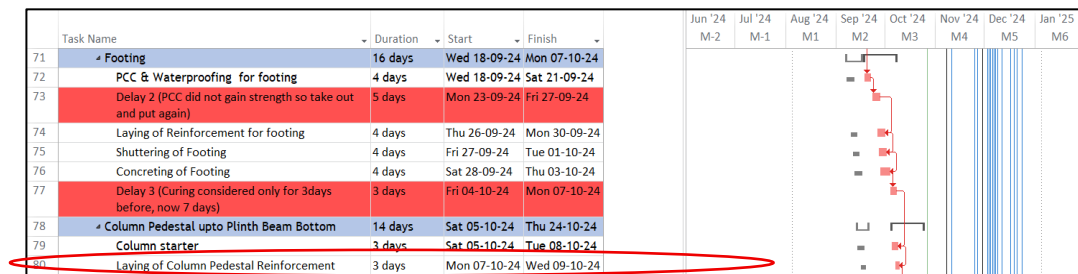 Jun '24 Jul '24 Aug '24 Sep '24 Oct '24 Nov '24 Dec '24 Jan '25
Task Name Duration Start Finish M-2 M-1 M1 M2 M3 M4 M5 M6
71 Footing 16 days Wed 18-09-24 Mon 07-10-24
72 PCC & Waterproofing for footing 4 days Wed 18-09-24 Sat 21-09-24
73 Delay 2 (PCC did not gain strength so take out 5 days Mon 23-09-24 Fri 27-09-24
and put again)
74 Laying of Reinforcement for footing 4 days Thu 26-09-24 Mon 30-09-24
75 Shuttering of Footing 4 days Fri 27-09-24 Tue 01-10-24
76 Concreting of Footing 4 days Sat 28-09-24 Thu 03-10-24
77 Delay 3 (Curing considered only for 3days 3 days Fri 04-10-24 Mon 07-10-24
before, now 7 days)
78 Column Pedestal upto Plinth Beam Bottom 14 days Sat 05-10-24 Thu 24-10-24
79 Column starter 3 days Sat 05-10-24 Tue 08-10-24
80 Laying of Column Pedestal Reinforcement 3 days Mon 07-10-24 Wed 09-10-24